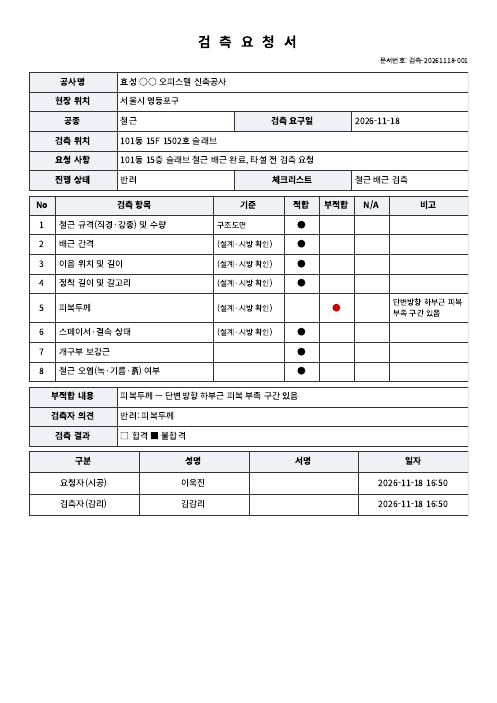 검 측 요 청 서
문서번호: 검측-20261118-001
공사명 효성 ○○ 오피스텔 신축공사
현장 위치 서울시 영등포구
공종 철근 검측 요구일 2026-11-18
검측 위치 101동 15F 1502호 슬래브
요청 사항 101동 15층 슬래브 철근 배근 완료, 타설 전 검측 요청
진행 상태 반려 체크리스트 철근 배근 검측
No 검측 항목 기준 적합 부적합 N/A 비고
1 철근 규격(직경·강종) 및 수량 구조도면 ●
2 배근 간격 (설계·시방 확인) ●
3 이음 위치 및 길이 (설계·시방 확인) ●
4 정착 길이 및 갈고리 (설계·시방 확인) ●
5 피복두께 (설계·시방 확인) ● 단변방향 하부근 피복
부족 구간 있음
6 스페이서·결속 상태 (설계·시방 확인) ●
7 개구부 보강근 ●
8 철근 오염(녹·기름·흙) 여부 ●
부적합 내용 피복두께 — 단변방향 하부근 피복 부족 구간 있음
검측자 의견 반려: 피복두께
검측 결과 □ 합격 ■ 불합격
구분 성명 서명 일자
요청자(시공) 이욱진 2026-11-18 16:50
검측자(감리) 김감리 2026-11-18 16:50